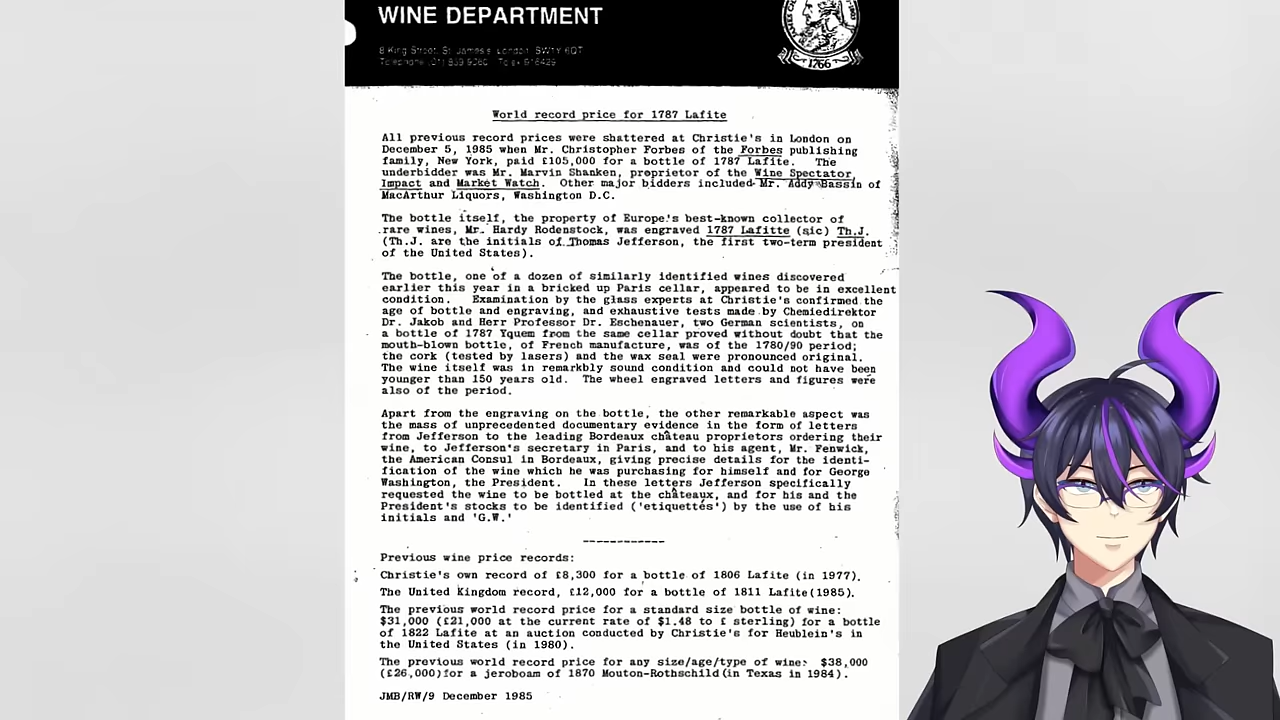 WINE DEPARTMENT
8 King Street, St. James's London SW1Y 6QT
Telephone (01) 839 9060 Telex 916429
1766
World record price for 1787 Lafite
All previous record prices were shattered at Christie's in London on
December 5, 1985 when Mr. Christopher Forbes of the Forbes publishing
family, New York, paid £105,000 for a bottle of 1787 Lafite. The
underbidder was Mr. Marvin Shanken, proprietor of the Wine Spectator,
Impact and Market Watch. Other major bidders included Mr. Addy Bassin of
MacArthur Liquors, Washington D.C.
The bottle itself, the property of Europe's best-known collector of
rare wines, Mr. Hardy Rodenstock, was engraved 1787 Lafitte (sic) Th.J.
(Th.J. are the initials of Thomas Jefferson, the first two-term president
of the United States).
The bottle, one of a dozen of similarly identified wines discovered
earlier this year in a bricked up Paris cellar, appeared to be in excellent
condition. Examination by the glass experts at Christie's confirmed the
age of bottle and engraving, and exhaustive tests made by Chemiedirektor
Dr. Jakob and Herr Professor Dr. Eschenauer, two German scientists, on
a bottle of 1787 Yquem from the same cellar proved without doubt that the
mouth-blown bottle, of French manufacture, was of the 1780/90 period;
the cork (tested by lasers) and the wax seal were pronounced original.
The wine itself was in remarkbly sound condition and could not have been
younger than 150 years old. The wheel engraved letters and figures were
also of the period.
Apart from the engraving on the bottle, the other remarkable aspect was
the mass of unprecedented documentary evidence in the form of letters
from Jefferson to the leading Bordeaux château proprietors ordering their
wine, to Jefferson's secretary in Paris, and to his agent, Mr. Fenwick,
the American Consul in Bordeaux, giving precise details for the identi-
fication of the wine which he was purchasing for himself and for George
Washington, the President. In these letters Jefferson specifically
requested the wine to be bottled at the châteaux, and for his and the
President's stocks to be identified ('etiquettés') by the use of his
initials and 'G.W.'
------------
Previous wine price records:
Christie's own record of £8,300 for a bottle of 1806 Lafite (in 1977).
The United Kingdom record, £12,000 for a bottle of 1811 Lafite(1985).
The previous world record price for a standard size bottle of wine:
$31,000 (£21,000 at the current rate of $1.48 to £ sterling) for a bottle
of 1822 Lafite at an auction conducted by Christie's for Heublein's in
the United States (in 1980).
The previous world record price for any size/age/type of wine: $38,000
(£26,000)for a jeroboam of 1870 Mouton-Rothschild(in Texas in 1984).
JMB/RW/9 December 1985